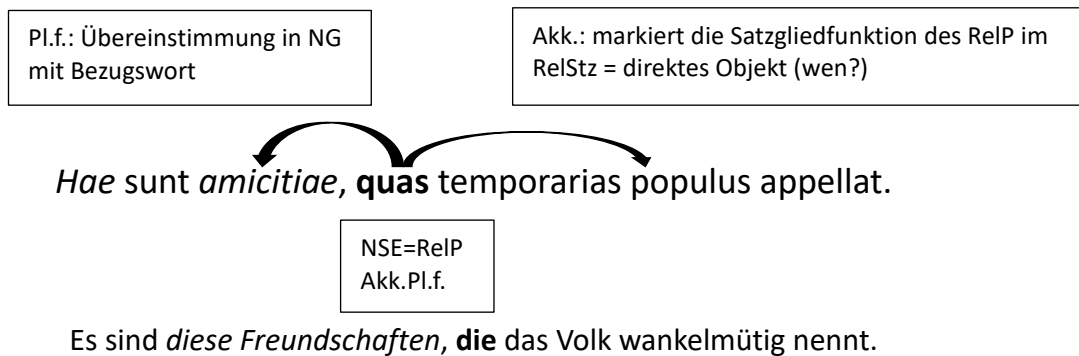 Pl.f.: Übereinstimmung in NG
mit Bezugswort
Akk.: markiert die Satzgliedfunktion des RelP im
RelStz = direktes Objekt (wen?)
Hae sunt amicitiae, quas temporarias populus appellat.
NSE=RelP
Akk.Pl.f.
Es sind diese Freundschaften, die das Volk wankelmütig nennt.